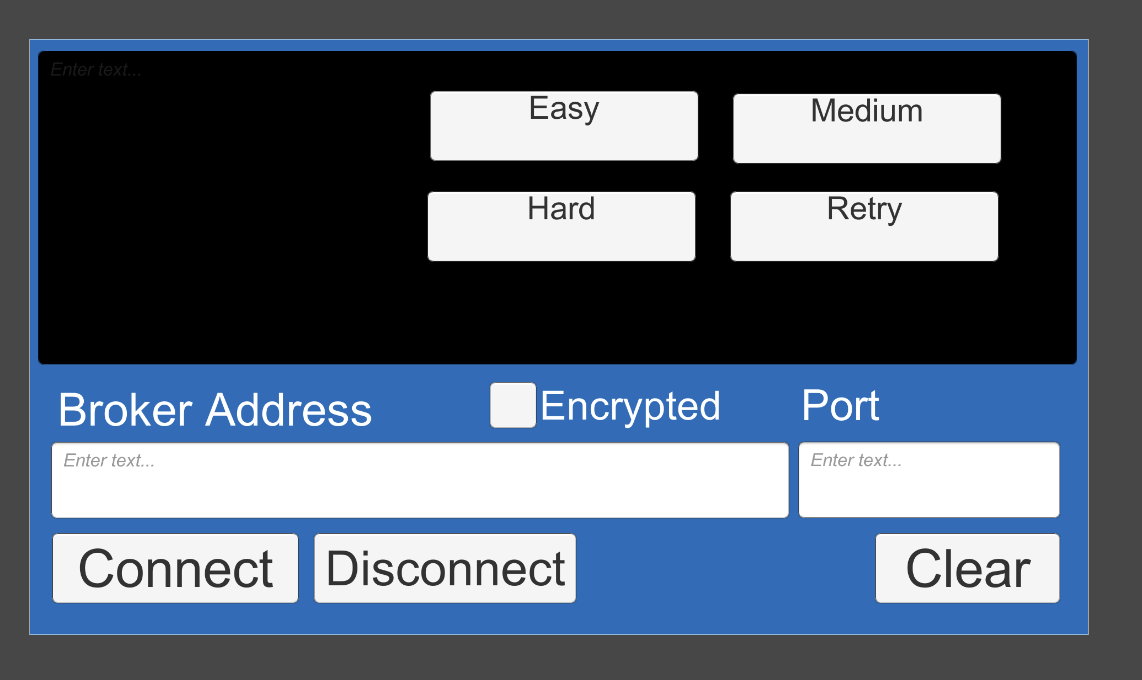 Enter text...
Easy
Medium
Hard
Retry
Broker Address
Encrypted
Port
Enter text...
Enter text...
Connect
Disconnect
Clear